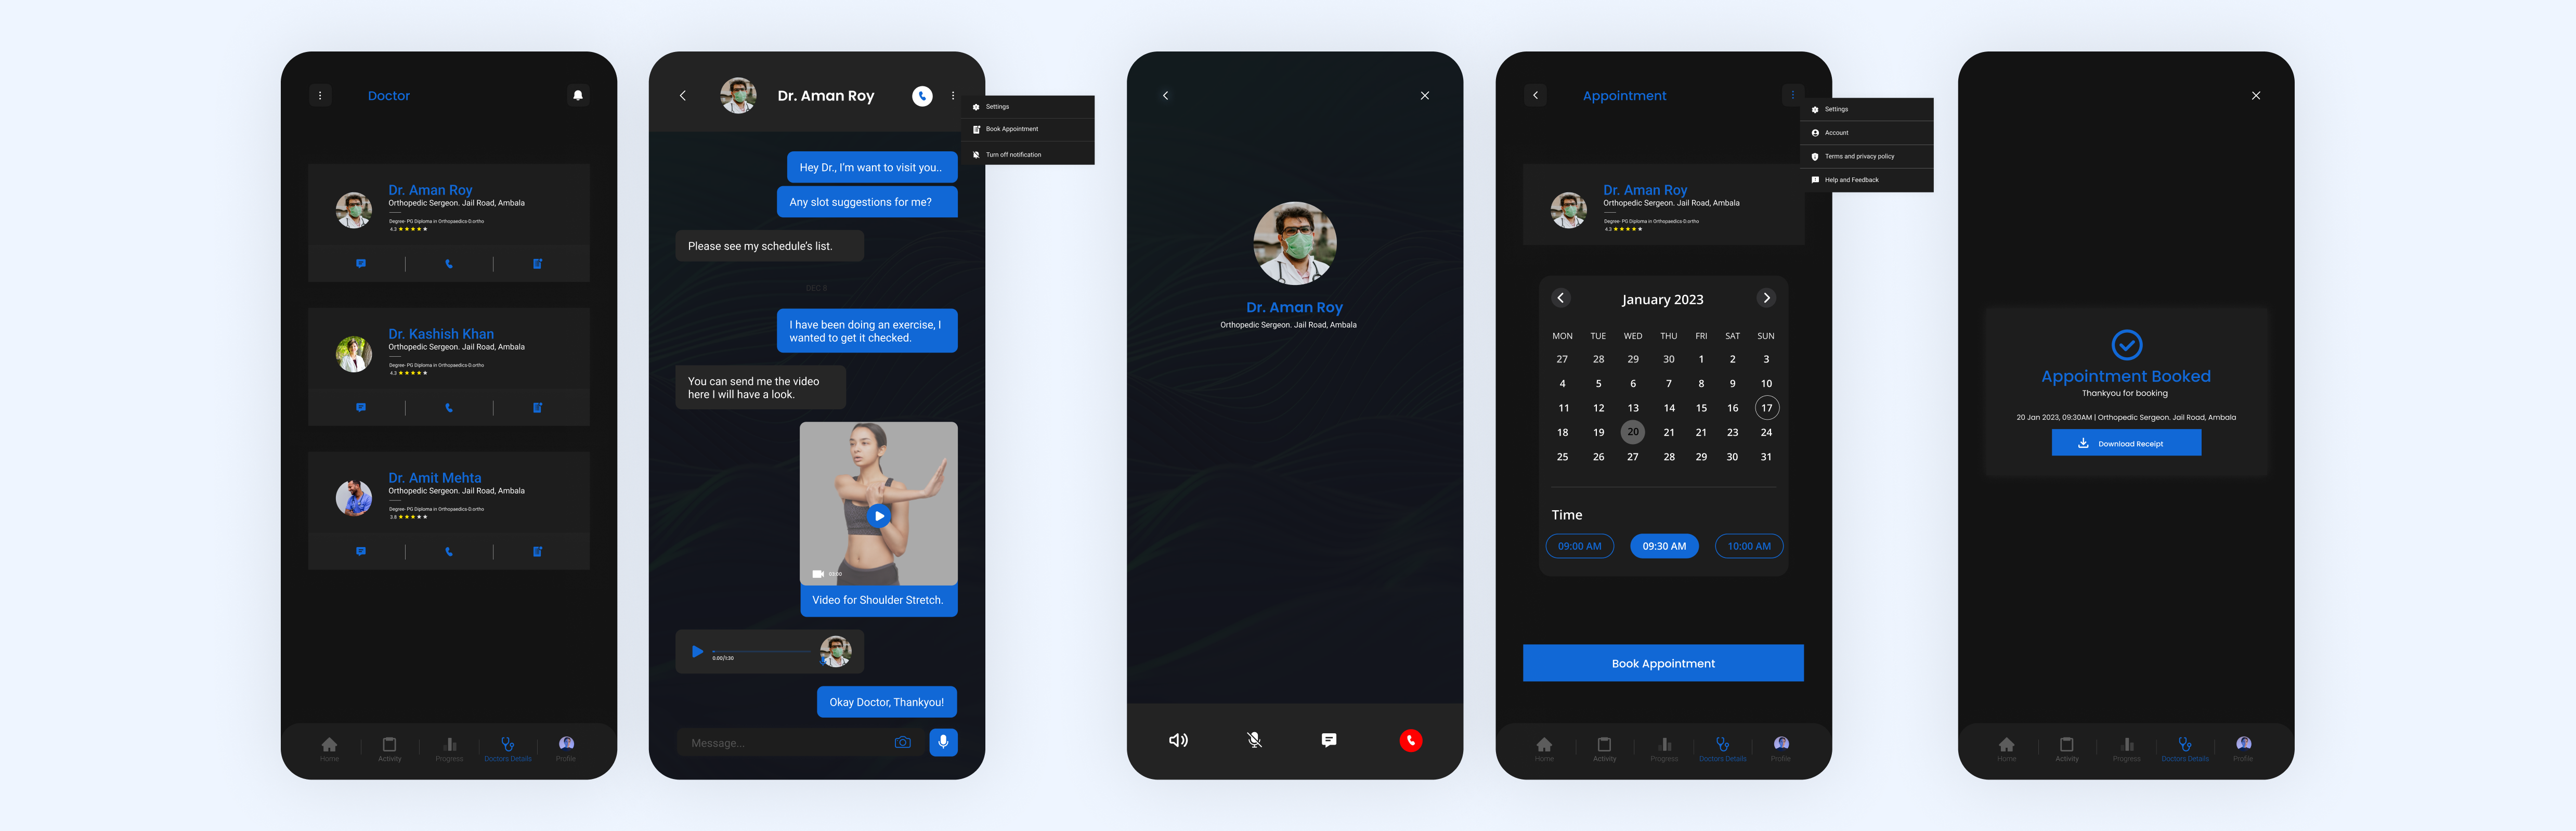 Doctor
Dr. Aman Roy
Orthopedic Sergeon. Jail Road, Ambala
Degree- PG Diploma in Orthopaedics-D.ortho
4.3
Dr. Kashish Khan
Orthopedic Sergeon. Jail Road, Ambala
Degree- PG Diploma in Orthopaedics-D.ortho
4.3
Dr. Amit Mehta
Orthopedic Sergeon. Jail Road, Ambala
Degree- PG Diploma in Orthopaedics-D.ortho
3.8
Home Activity Progress Doctors Details Profile
Dr. Aman Roy
Settings
Book Appointment
Turn off notification
Hey Dr., I'm want to visit you..
Any slot suggestions for me?
Please see my schedule's list.
DEC 8
I have been doing an exercise, I
wanted to get it checked.
You can send me the video
here I will have a look.
03:00
Video for Shoulder Stretch.
0.00/1:30
Okay Doctor, Thankyou!
Message...
Dr. Aman Roy
Orthopedic Sergeon. Jail Road, Ambala
Appointment
Settings
Account
Terms and privacy policy
Help and Feedback
Dr. Aman Roy
Orthopedic Sergeon. Jail Road, Ambala
Degree- PG Diploma in Orthopaedics-D.ortho
4.3
January 2023
MON TUE WED THU FRI SAT SUN
27 28 29 30 1 2 3
4 5 6 7 8 9 10
11 12 13 14 15 16 17
18 19 20 21 21 23 24
25 26 27 28 29 30 31
Time
09:00 AM 09:30 AM 10:00 AM
Book Appointment
Home Activity Progress Doctors Details Profile
Appointment Booked
Thankyou for booking
20 Jan 2023, 09:30AM | Orthopedic Sergeon. Jail Road, Ambala
Download Receipt
Home Activity Progress Doctors Details Profile